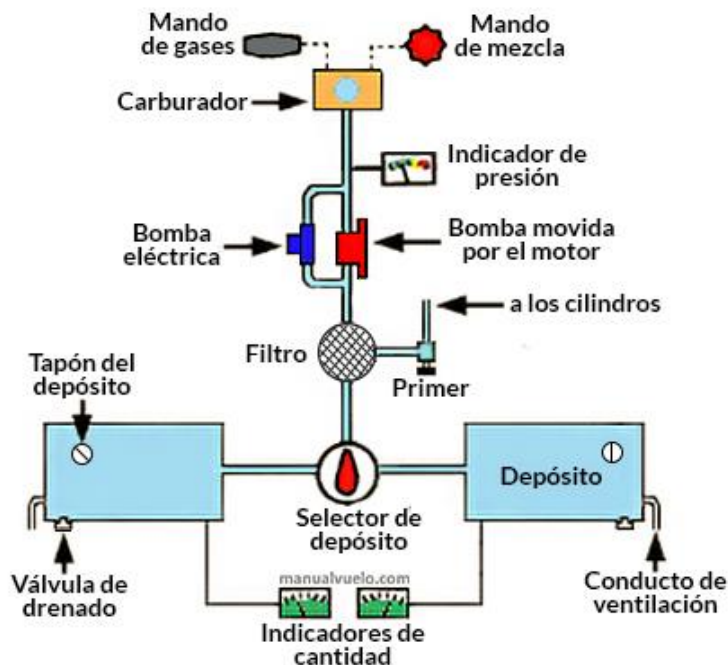 Mando
de gases
Mando
de mezcla
Carburador
Indicador de
presión
Bomba
eléctrica
Bomba movida
por el motor
a los cilindros
Filtro
Primer
Tapón del
depósito
Depósito
Selector de
depósito
Válvula de
drenado
manualvuelo.com
Conducto de
ventilación
Indicadores de
cantidad